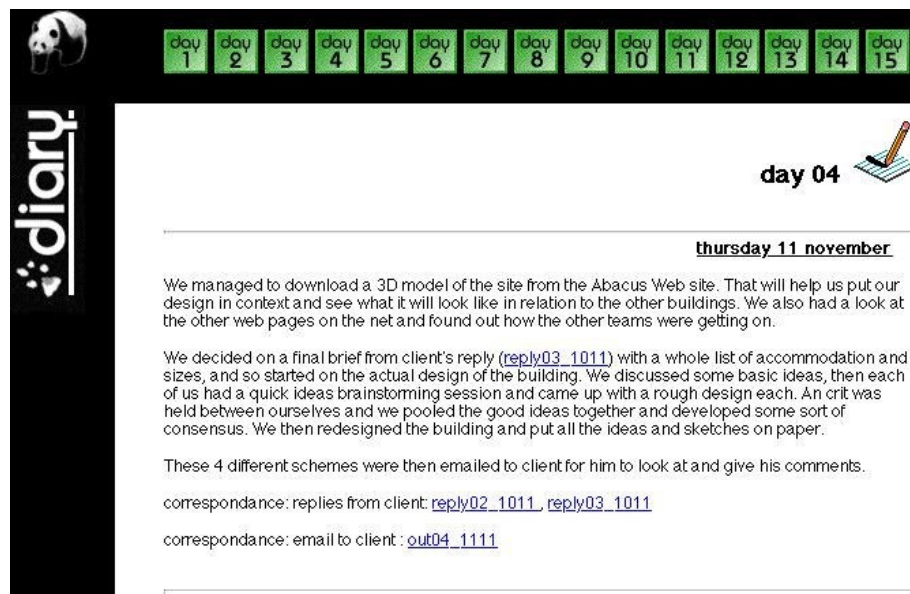 day 1 day 2 day 3 day 4 day 5 day 6 day 7 day 8 day 9 day 10 day 11 day 12 day 13 day 14 day 15
diary
day 04
thursday 11 november
We managed to download a 3D model of the site from the Abacus Web site. That will help us put our
design in context and see what it will look like in relation to the other buildings. We also had a look at
the other web pages on the net and found out how the other teams were getting on.
We decided on a final brief from client's reply (reply03_1011) with a whole list of accommodation and
sizes, and so started on the actual design of the building. We discussed some basic ideas, then each
of us had a quick ideas brainstorming session and came up with a rough design each. An crit was
held between ourselves and we pooled the good ideas together and developed some sort of
consensus. We then redesigned the building and put all the ideas and sketches on paper.
These 4 different schemes were then emailed to client for him to look at and give his comments.
correspondance: replies from client: reply02_1011 , reply03_1011
correspondance: email to client : out04_1111